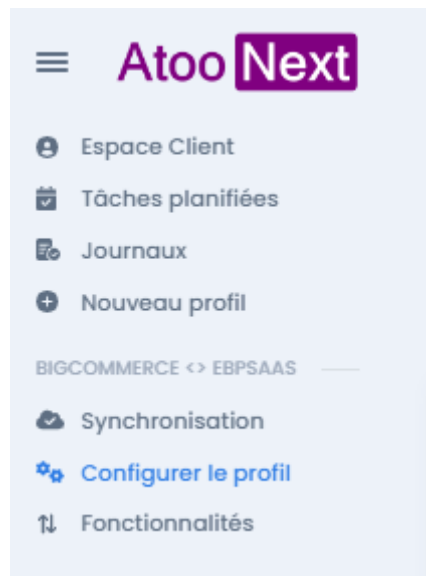 Atoo Next
Espace Client
Tâches planifiées
Journaux
Nouveau profil
BIGCOMMERCE <> EBPSAAS
Synchronisation
Configurer le profil
Fonctionnalités